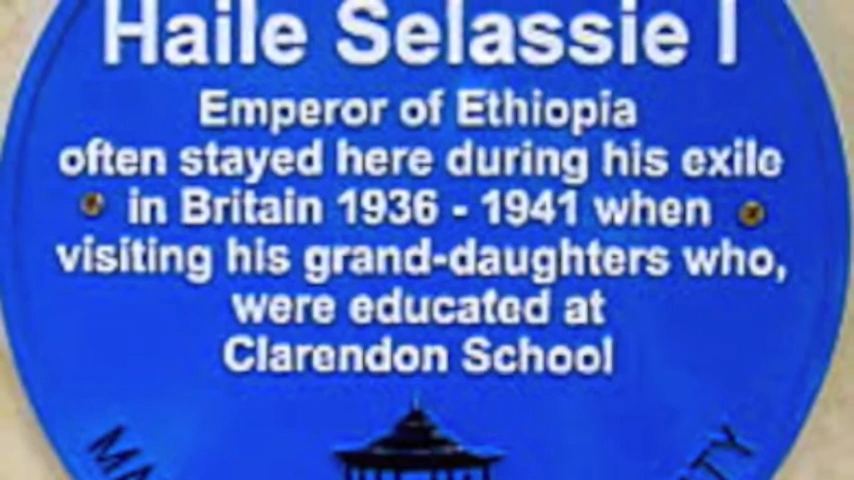 Haile Selassie I
Emperor of Ethiopia
often stayed here during his exile
in Britain 1936 - 1941 when
visiting his grand-daughters who,
were educated at
Clarendon School